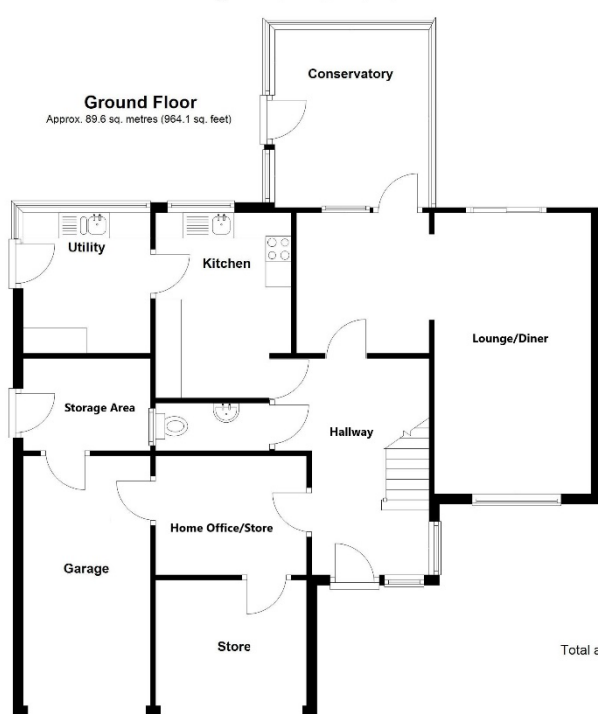 Conservatory
Ground Floor
Approx. 89.6 sq. metres (964.1 sq. feet)
Utility
Kitchen
Lounge/Diner
Storage Area
Hallway
Home Office/Store
Garage
Store
Total a